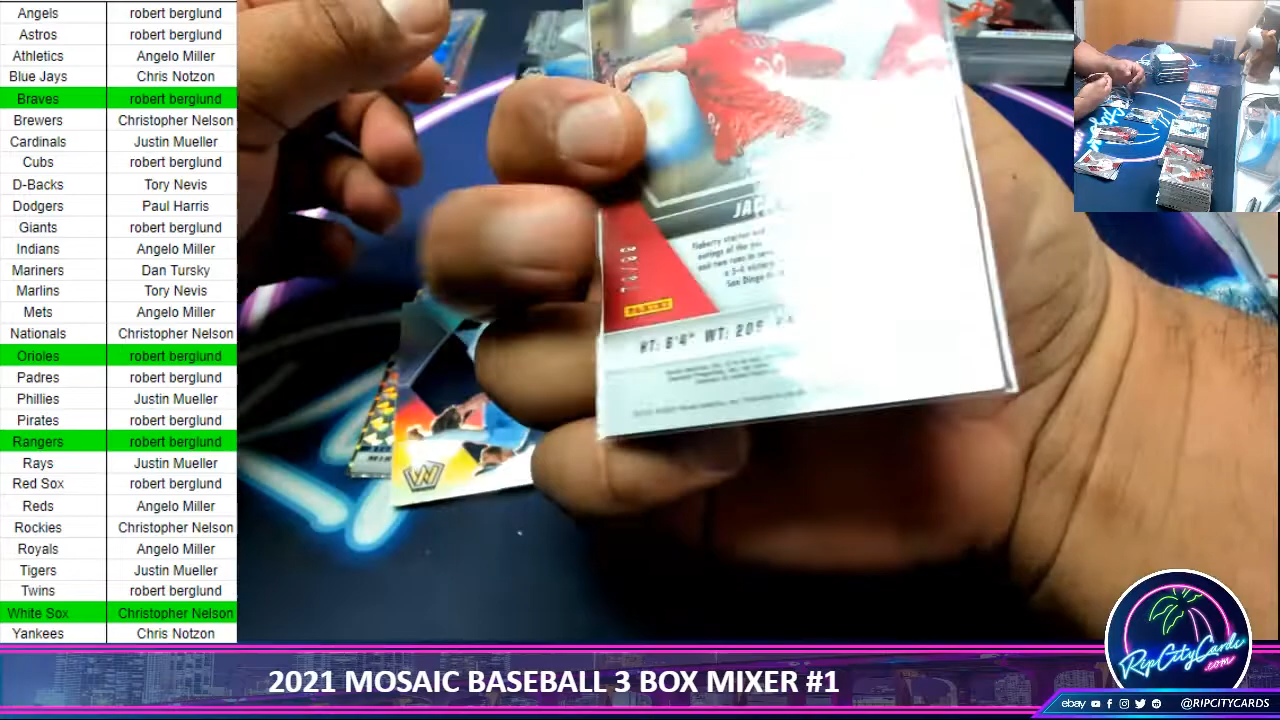 Angels robert berglund
Astros robert berglund
Athletics Angelo Miller
Blue Jays Chris Notzon
Braves robert berglund
Brewers Christopher Nelson
Cardinals Justin Mueller
Cubs robert berglund
D-Backs Tory Nevis
Dodgers Paul Harris
Giants robert berglund
Indians Angelo Miller
Mariners Dan Tursky
Marlins Tory Nevis
Mets Angelo Miller
Nationals Christopher Nelson
Orioles robert berglund
Padres robert berglund
Phillies Justin Mueller
Pirates robert berglund
Rangers robert berglund
Rays Justin Mueller
Red Sox robert berglund
Reds Angelo Miller
Rockies Christopher Nelson
Royals Angelo Miller
Tigers Justin Mueller
Twins robert berglund
White Sox Christopher Nelson
Yankees Chris Notzon
PANINI
HT: 6'4" WT: 205
2021 MOSAIC BASEBALL 3 BOX MIXER #1
RipCityCards
.com
ebay @RIPCITYCARDS